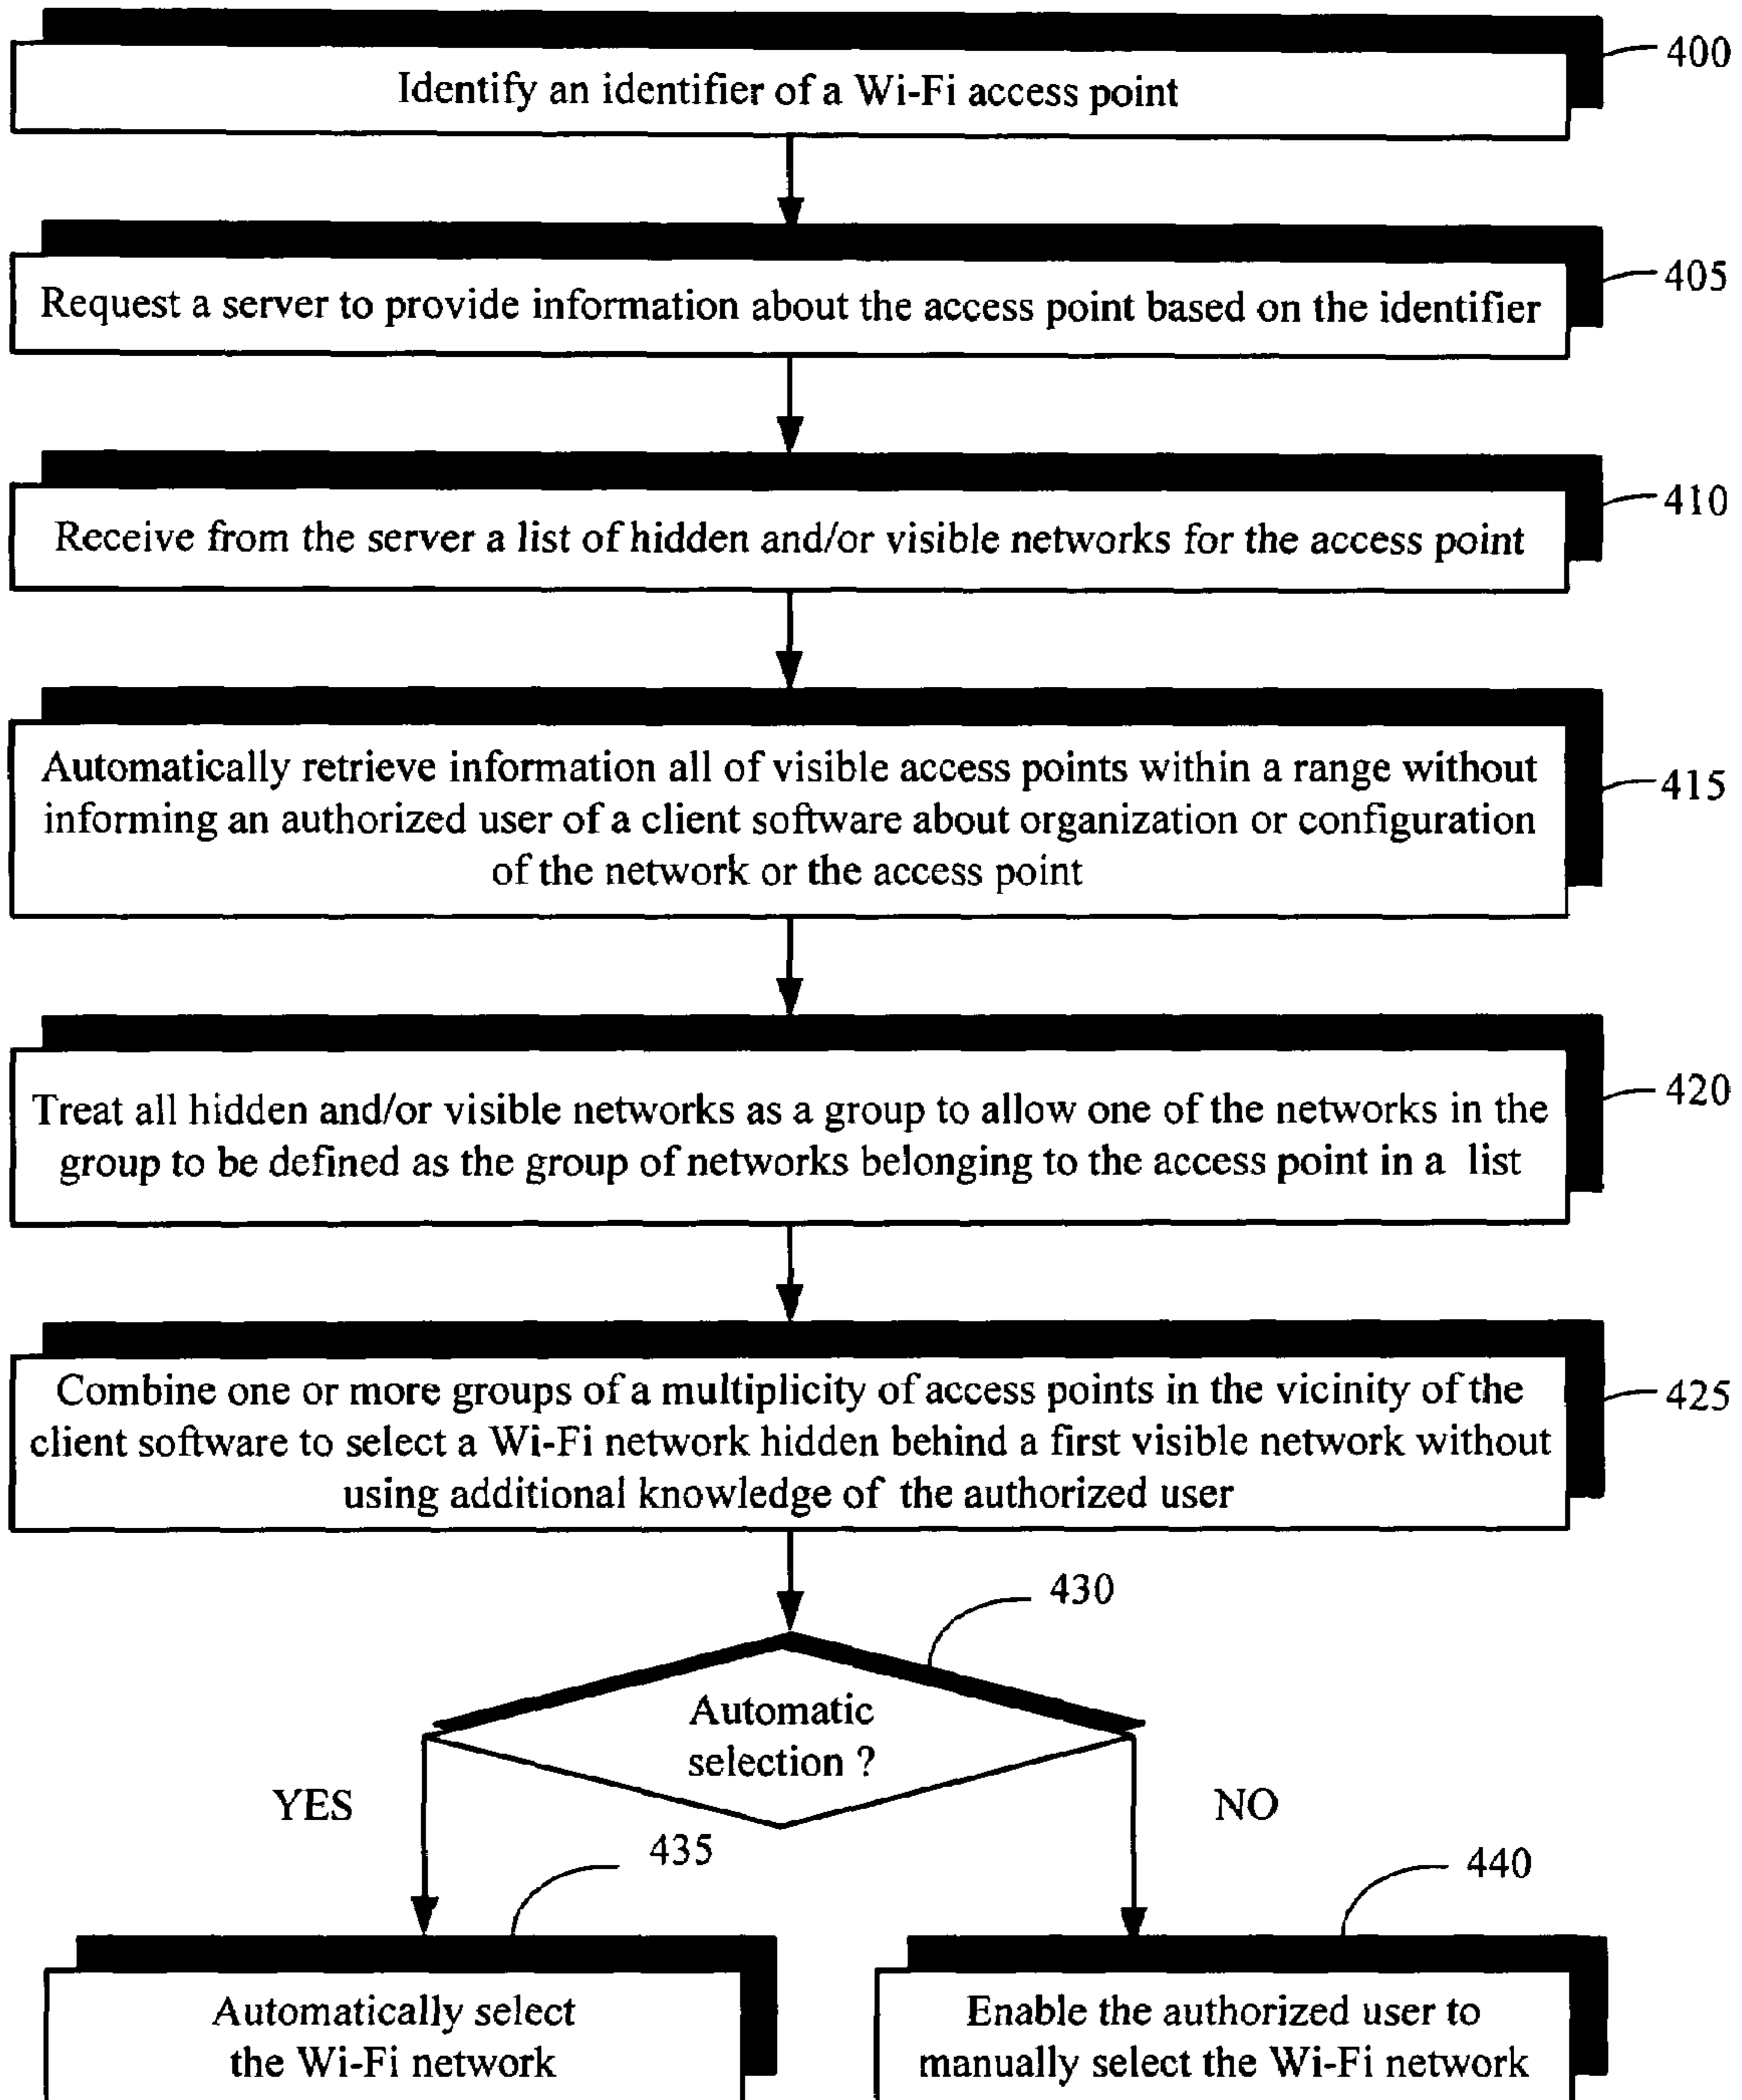 400
Identify an identifier of a Wi-Fi access point
405
Request a server to provide information about the access point based on the identifier
410
Receive from the server a list of hidden and/or visible networks for the access point
Automatically retrieve information all of visible access points within a range without
415
informing an authorized user of a client software about organization or configuration
of the network or the access point
420
Treat all hidden and/or visible networks as a group to allow one of the networks in the
group to be defined as the group of networks belonging to the access point in a list
425
Combine one or more groups of a multiplicity of access points in the vicinity of the
client software to select a Wi-Fi network hidden behind a first visible network without
using additional knowledge of the authorized user
430
Automatic
selection ?
YES
NO
435
440
Automatically select
the Wi-Fi network
Enable the authorized user to
manually select the Wi-Fi network